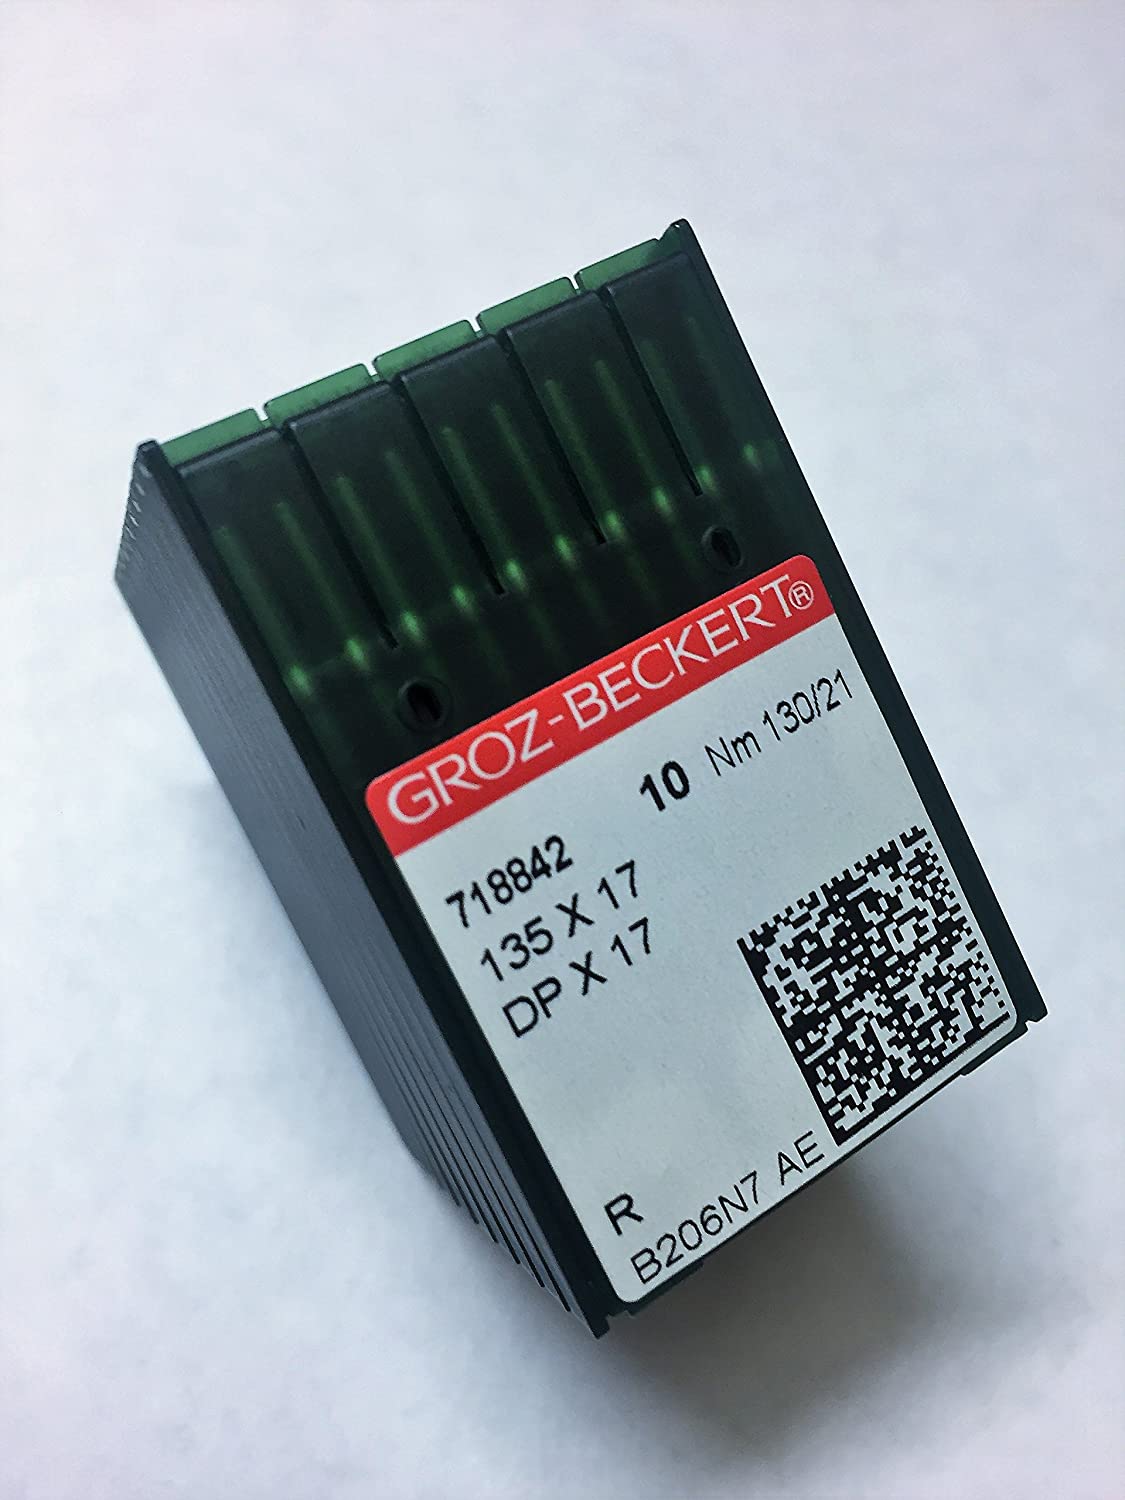 GROZ-BECKERT®
10 Nm 130/21
718842
135 X 17
DP X 17
R
B206N7 AE